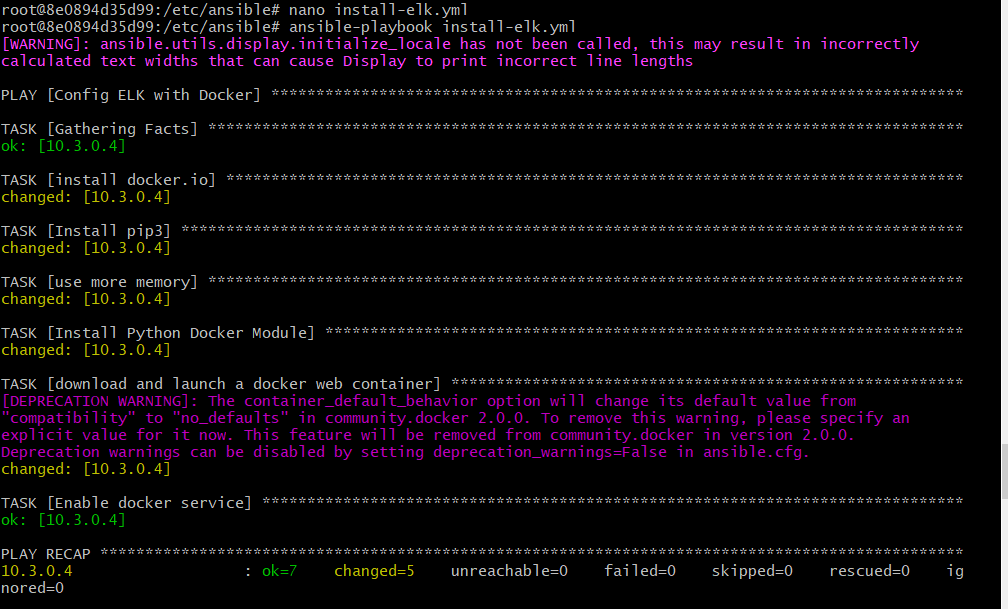 root@8e0894d35d99:/etc/ansible# nano install-elk.yml
root@8e0894d35d99:/etc/ansible# ansible-playbook install-elk.yml
[WARNING]: ansible.utils.display.initialize_locale has not been called, this may result in incorrectly
calculated text widths that can cause Display to print incorrect line lengths
PLAY [Config ELK with Docker] *****************************************************************************
TASK [Gathering Facts] ************************************************************************************
ok: [10.3.0.4]
TASK [install docker.io] **********************************************************************************
changed: [10.3.0.4]
TASK [Install pip3] ***************************************************************************************
changed: [10.3.0.4]
TASK [use more memory] ************************************************************************************
changed: [10.3.0.4]
TASK [Install Python Docker Module] ***********************************************************************
changed: [10.3.0.4]
TASK [download and launch a docker web container] *********************************************************
[DEPRECATION WARNING]: The container_default_behavior option will change its default value from
"compatibility" to "no_defaults" in community.docker 2.0.0. To remove this warning, please specify an
explicit value for it now. This feature will be removed from community.docker in version 2.0.0.
Deprecation warnings can be disabled by setting deprecation_warnings=False in ansible.cfg.
changed: [10.3.0.4]
TASK [Enable docker service] ******************************************************************************
ok: [10.3.0.4]
PLAY RECAP ************************************************************************************************
10.3.0.4                   : ok=7    changed=5    unreachable=0    failed=0    skipped=0    rescued=0    ig
nored=0